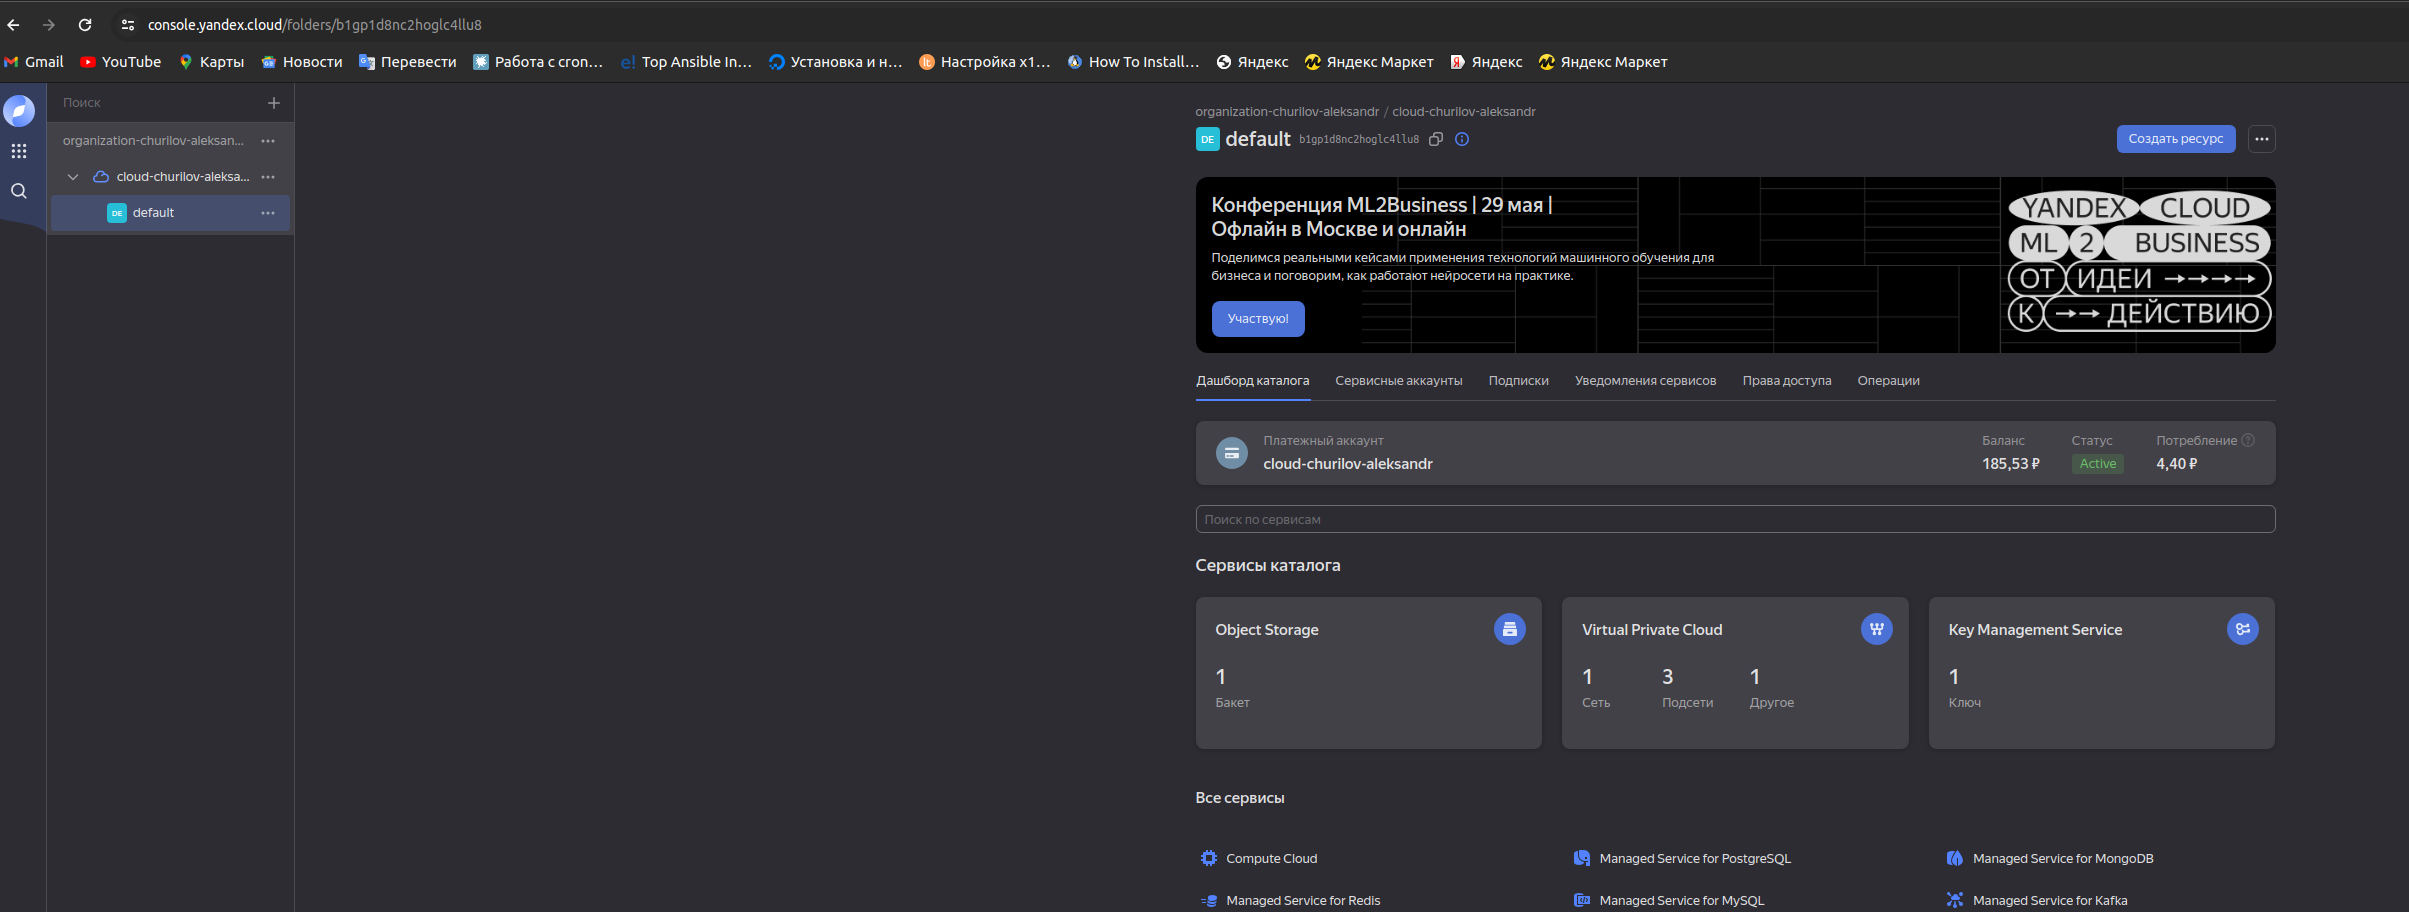 console.yandex.cloud/folders/b1gp1d8nc2hoglc4llu8
Gmail YouTube Карты Новости Перевести Работа с cron... Top Ansible In... Установка и н... Настройка x1... How To Install... Яндекс Яндекс Маркет Яндекс Яндекс Маркет
Поиск
organization-churilov-aleksan...
cloud-churilov-aleksa...
DE default
organization-churilov-aleksandr / cloud-churilov-aleksandr
DE default b1gp1d8nc2hoglc4llu8
Создать ресурс
Конференция ML2Business | 29 мая |
Офлайн в Москве и онлайн
Поделимся реальными кейсами применения технологий машинного обучения для
бизнеса и поговорим, как работают нейросети на практике.
Участвую!
YANDEX CLOUD
ML 2 BUSINESS
ОТ ИДЕИ →→→→
К →→ ДЕЙСТВИЮ
Дашборд каталога Сервисные аккаунты Подписки Уведомления сервисов Права доступа Операции
Платежный аккаунт
cloud-churilov-aleksandr
Баланс
185,53 ₽
Статус
Active
Потребление
4,40 ₽
Поиск по сервисам
Сервисы каталога
Object Storage
1
Бакет
Virtual Private Cloud
1 3 1
Сеть Подсети Другое
Key Management Service
1
Ключ
Все сервисы
Compute Cloud Managed Service for PostgreSQL Managed Service for MongoDB
Managed Service for Redis Managed Service for MySQL Managed Service for Kafka